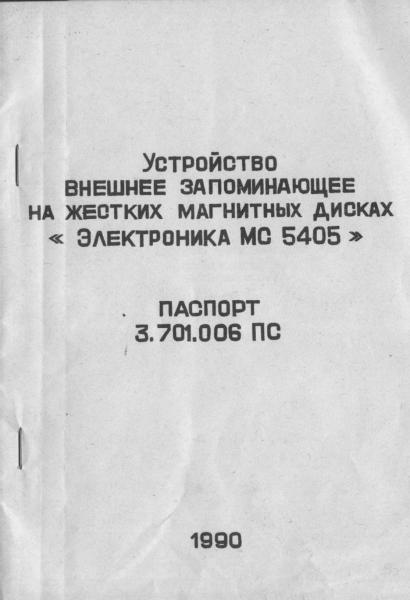 Устройство
внешнее запоминающее
на жестких магнитных дисках
« Электроника МС 5405 »
ПАСПОРТ
3.701.006 ПС
1990